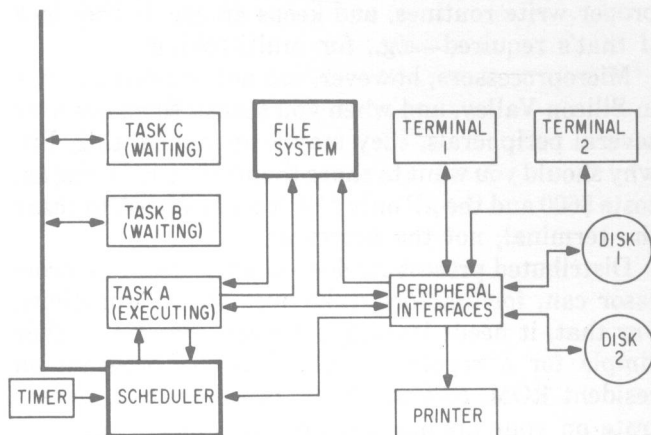 TASK C
(WAITING)
FILE
SYSTEM
TERMINAL
1
TERMINAL
2
TASK B
(WAITING)
DISK
1
TASK A
(EXECUTING)
PERIPHERAL
INTERFACES
DISK
2
TIMER
SCHEDULER
PRINTER